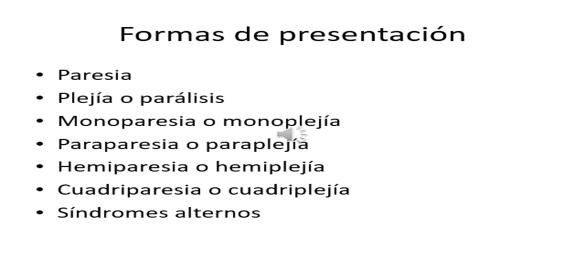 Formas de presentación
• Paresia
• Plejía o parálisis
• Monoparesia o monoplejía
• Paraparesia o paraplejía
• Hemiparesia o hemiplejía
• Cuadriparesia o cuadriplejía
• Síndromes alternos